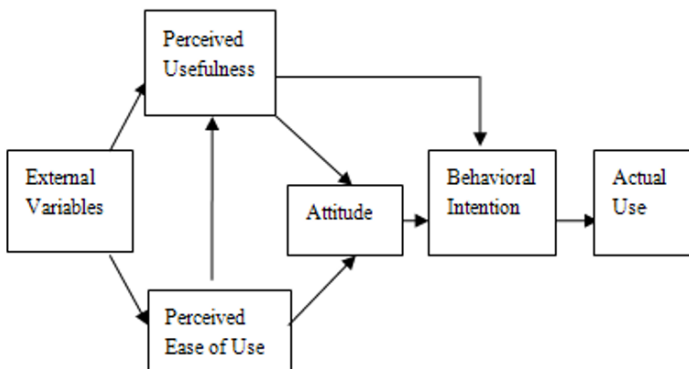 Perceived
Usefulness
External
Variables
Attitude
Behavioral
Intention
Actual
Use
Perceived
Ease of Use